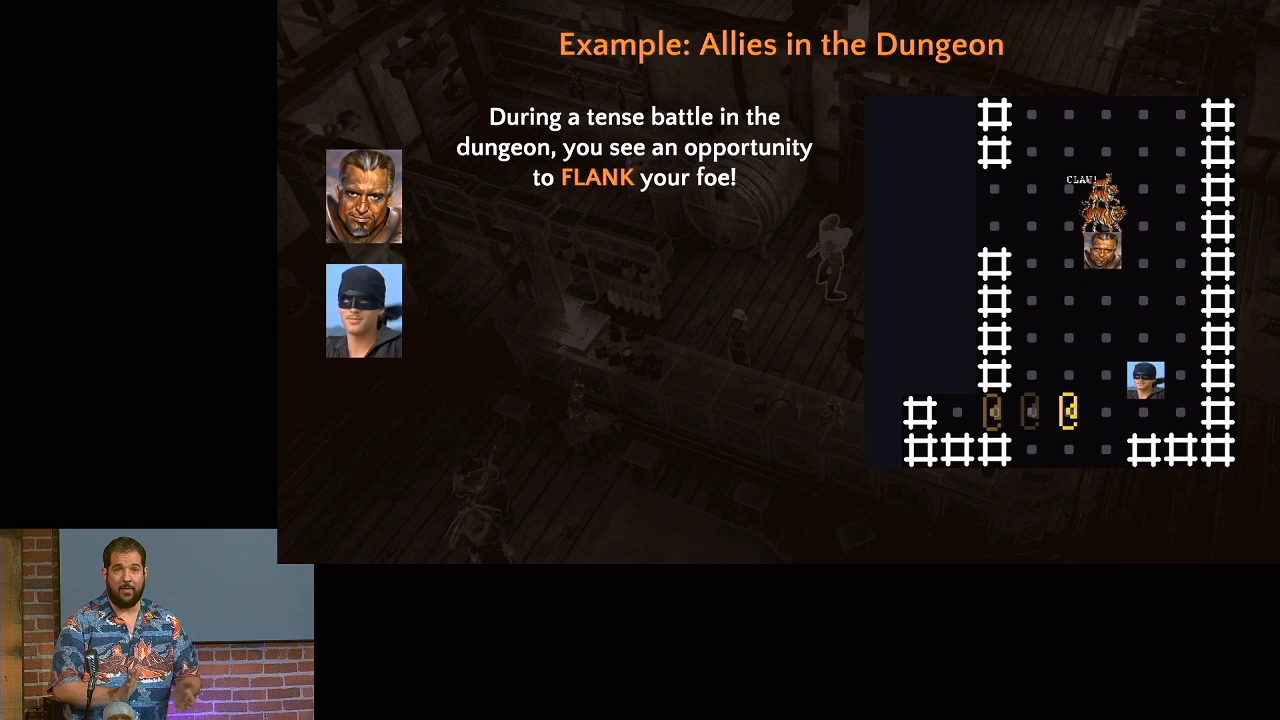 Example: Allies in the Dungeon
During a tense battle in the
dungeon, you see an opportunity
to FLANK your foe!
CLAW!
@ @ @